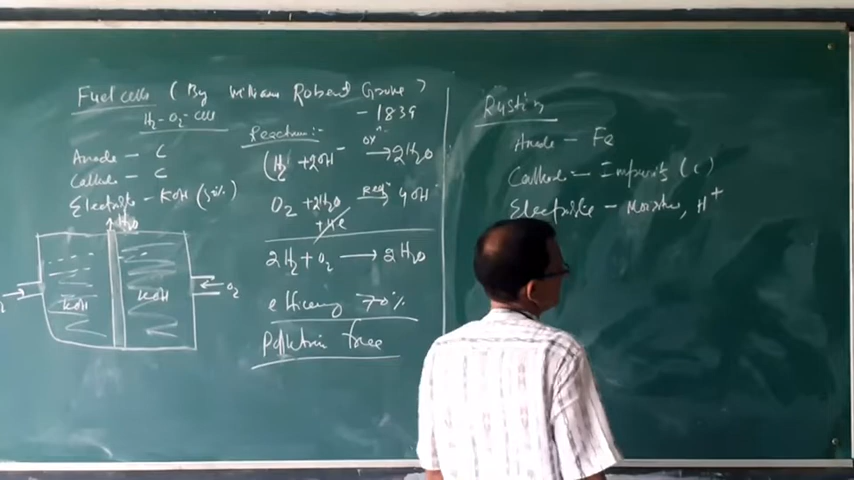 Fuel cells (By William Robert Grove)
- 1839
H2-O2-cell
Anode - C
Cathode - C
Electrolyte - KOH (35%)
H2O
KOH
KOH
O2
Reaction:-
(H2 + 2OH- → 2H2O
O2 + 2H2O → 4OH-
+4e
2H2 + O2 → 2H2O
efficiency - 70%
Pollution free
Rusting
Anode - Fe
Cathode - Impurity (C)
Electrolyte - Moisture, H+